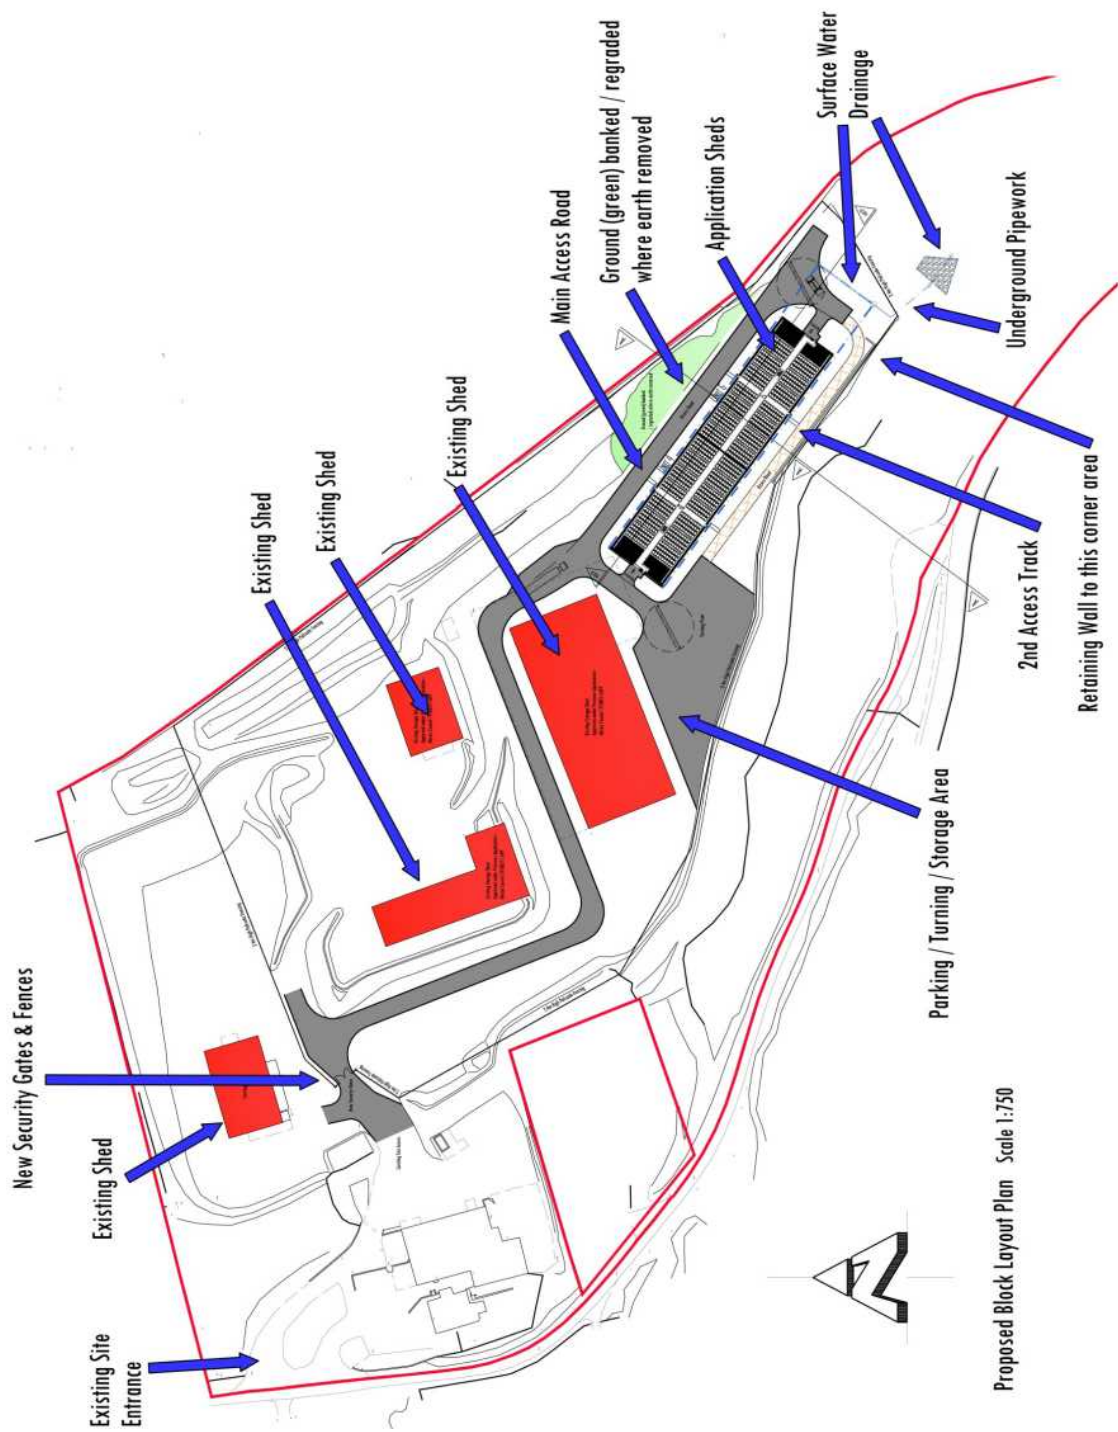 New Security Gates & Fences
Existing Shed
Existing Site
Entrance
Existing Shed
Existing Shed
Existing Shed
Main Access Road
Ground (green) banked / regraded
where earth removed
Application Sheds
Surface Water
Drainage
Underground Pipework
Retaining Wall to this corner area
2nd Access Track
Parking / Turning / Storage Area
Proposed Block Layout Plan Scale 1:750